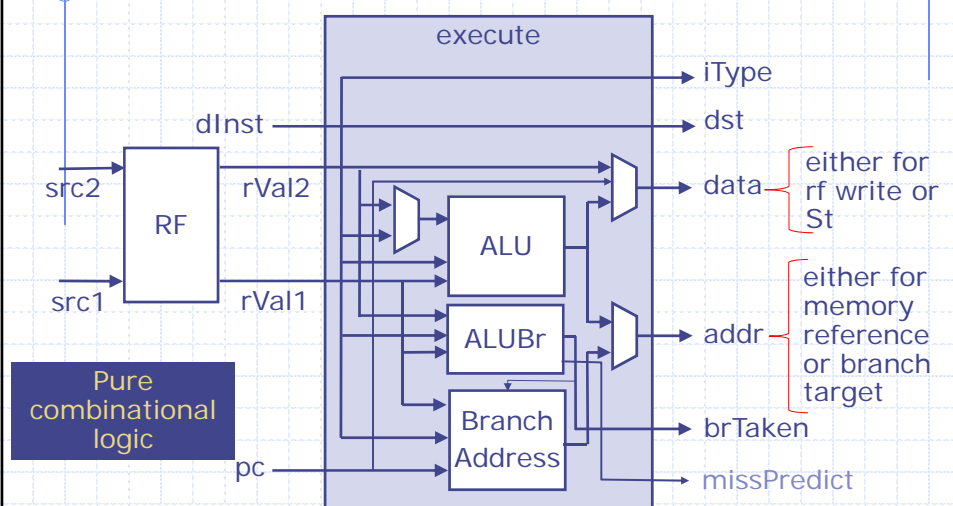 execute
iType
dInst
dst
src2
rVal2
RF
data
either for
rf write or
St
ALU
src1
rVal1
ALUBr
addr
either for
memory
reference
or branch
target
Pure
combinational
logic
Branch
Address
brTaken
pc
missPredict